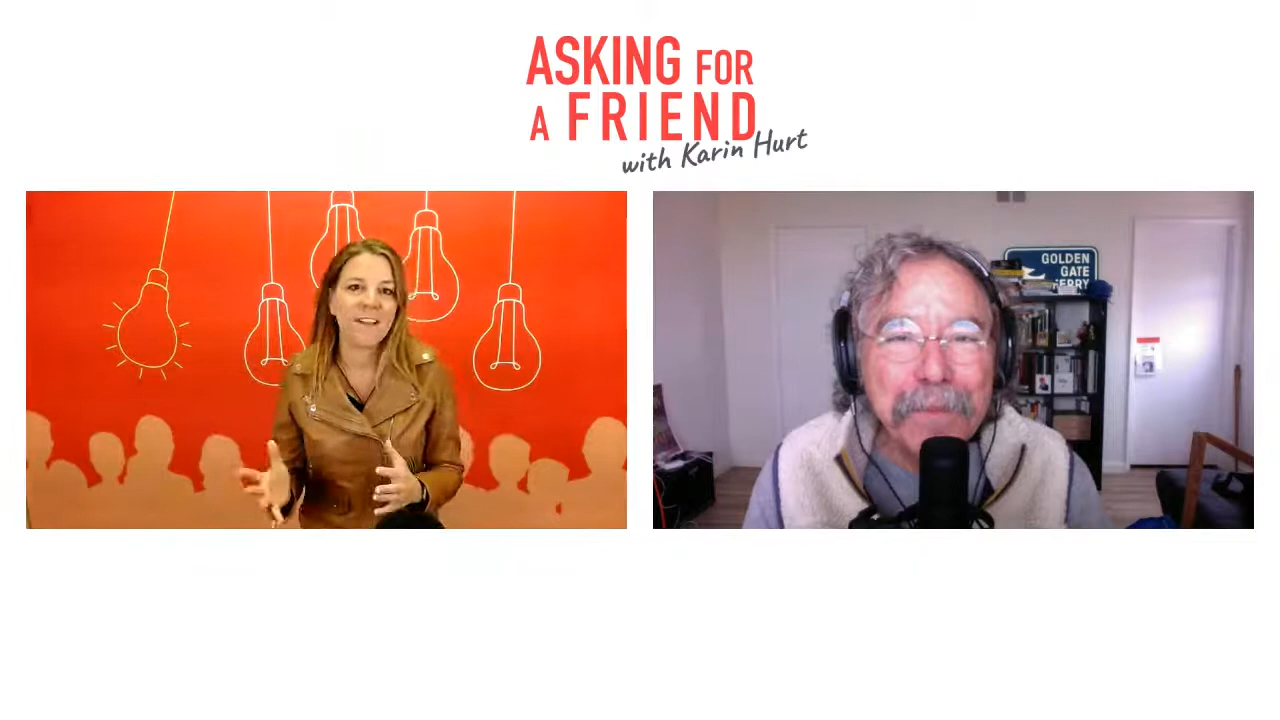 ASKING FOR
A FRIEND
with Karin Hurt
GOLDEN
GATE
FERRY